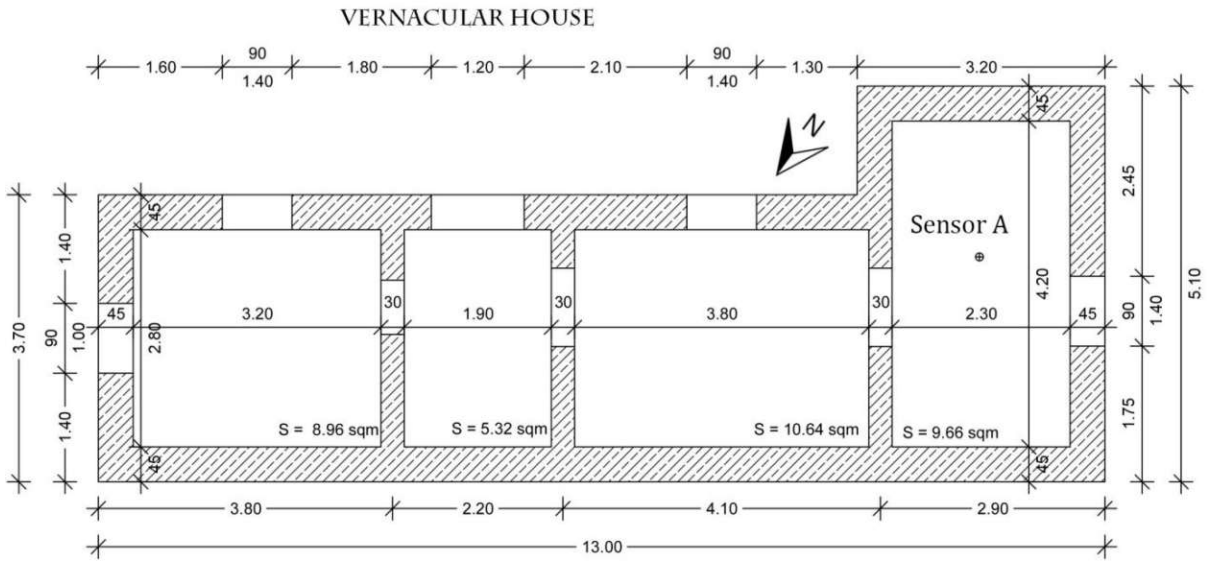 VERNACULAR HOUSE
90 90
1.60 1.80 1.20 2.10 1.30 3.20
1.40 1.40
45
N
2.45
45
1.40
Sensor A
4.20
5.10
3.70
90
1.00
45 3.20 30 1.90 30 3.80 30 2.30 45
2.80
90
1.40
1.40
1.75
S = 8.96 sqm S = 5.32 sqm S = 10.64 sqm S = 9.66 sqm
45 45
3.80 2.20 4.10 2.90
13.00